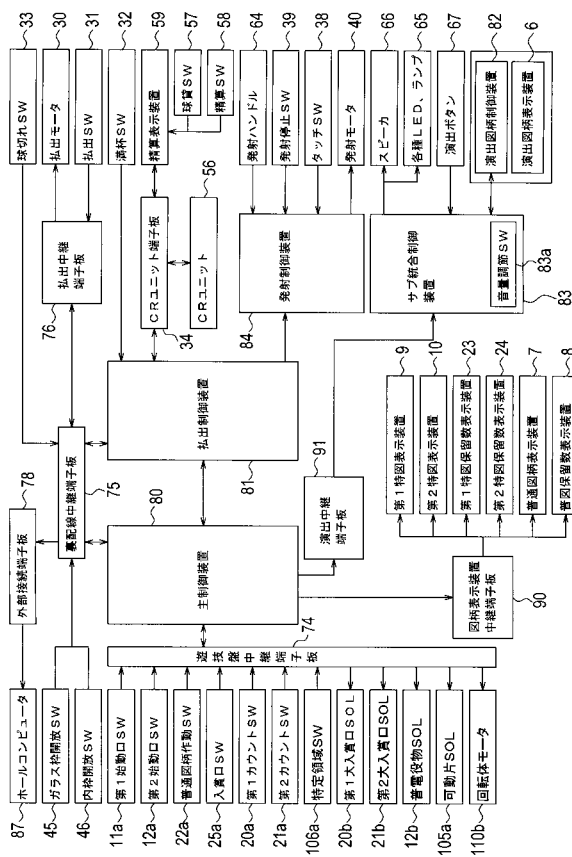 球切れSW
33
払出モータ
30
払出SW
31
満杯SW
32
精算表示装置
59
球貸SW
57
精算SW
58
発射ハンドル
64
発射停止SW
39
タッチSW
38
発射モータ
40
スピーカ
66
各種LED、ランプ
65
演出ボタン
67
演出図柄制御装置
82
演出図柄表示装置
6
払出中継
端子板
76
CRユニット端子板
34
CRユニット
56
発射制御装置
84
サブ統合制御
装置
音量調節SW
83a
83
外部接続端子板
78
裏配線中継端子板
75
払出制御装置
81
主制御装置
80
演出中継
端子板
91
第1特図表示装置
9
第2特図表示装置
10
第1特図保留数表示装置
23
第2特図保留数表示装置
24
普通図柄表示装置
7
普図保留数表示装置
8
図柄表示装置
中継端子板
90
遊技盤中継端子板
74
ホールコンピュータ
87
ガラス枠開放SW
45
内枠開放SW
46
第1始動口SW
11a
第2始動口SW
12a
普通図柄作動SW
22a
入賞口SW
25a
第1カウントSW
20a
第2カウントSW
21a
特定領域SW
106a
第1大入賞口SOL
20b
第2大入賞口SOL
21b
普電役物SOL
12b
可動片SOL
105a
回転体モータ
110b